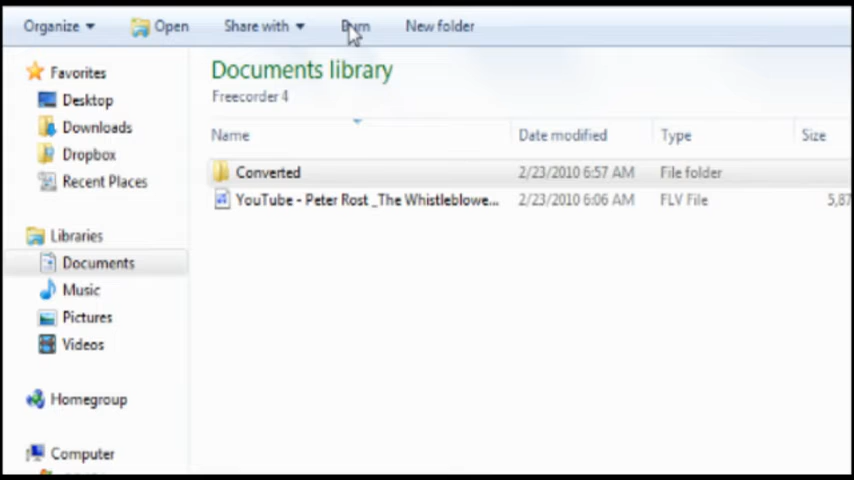 Organize Open Share with Burn New folder
Favorites
Desktop
Downloads
Dropbox
Recent Places
Libraries
Documents
Music
Pictures
Videos
Homegroup
Computer
Documents library
Freecorder 4
Name Date modified Type Size
Converted 2/23/2010 6:57 AM File folder
YouTube - Peter Rost _The Whistleblowe... 2/23/2010 6:06 AM FLV File 5,87